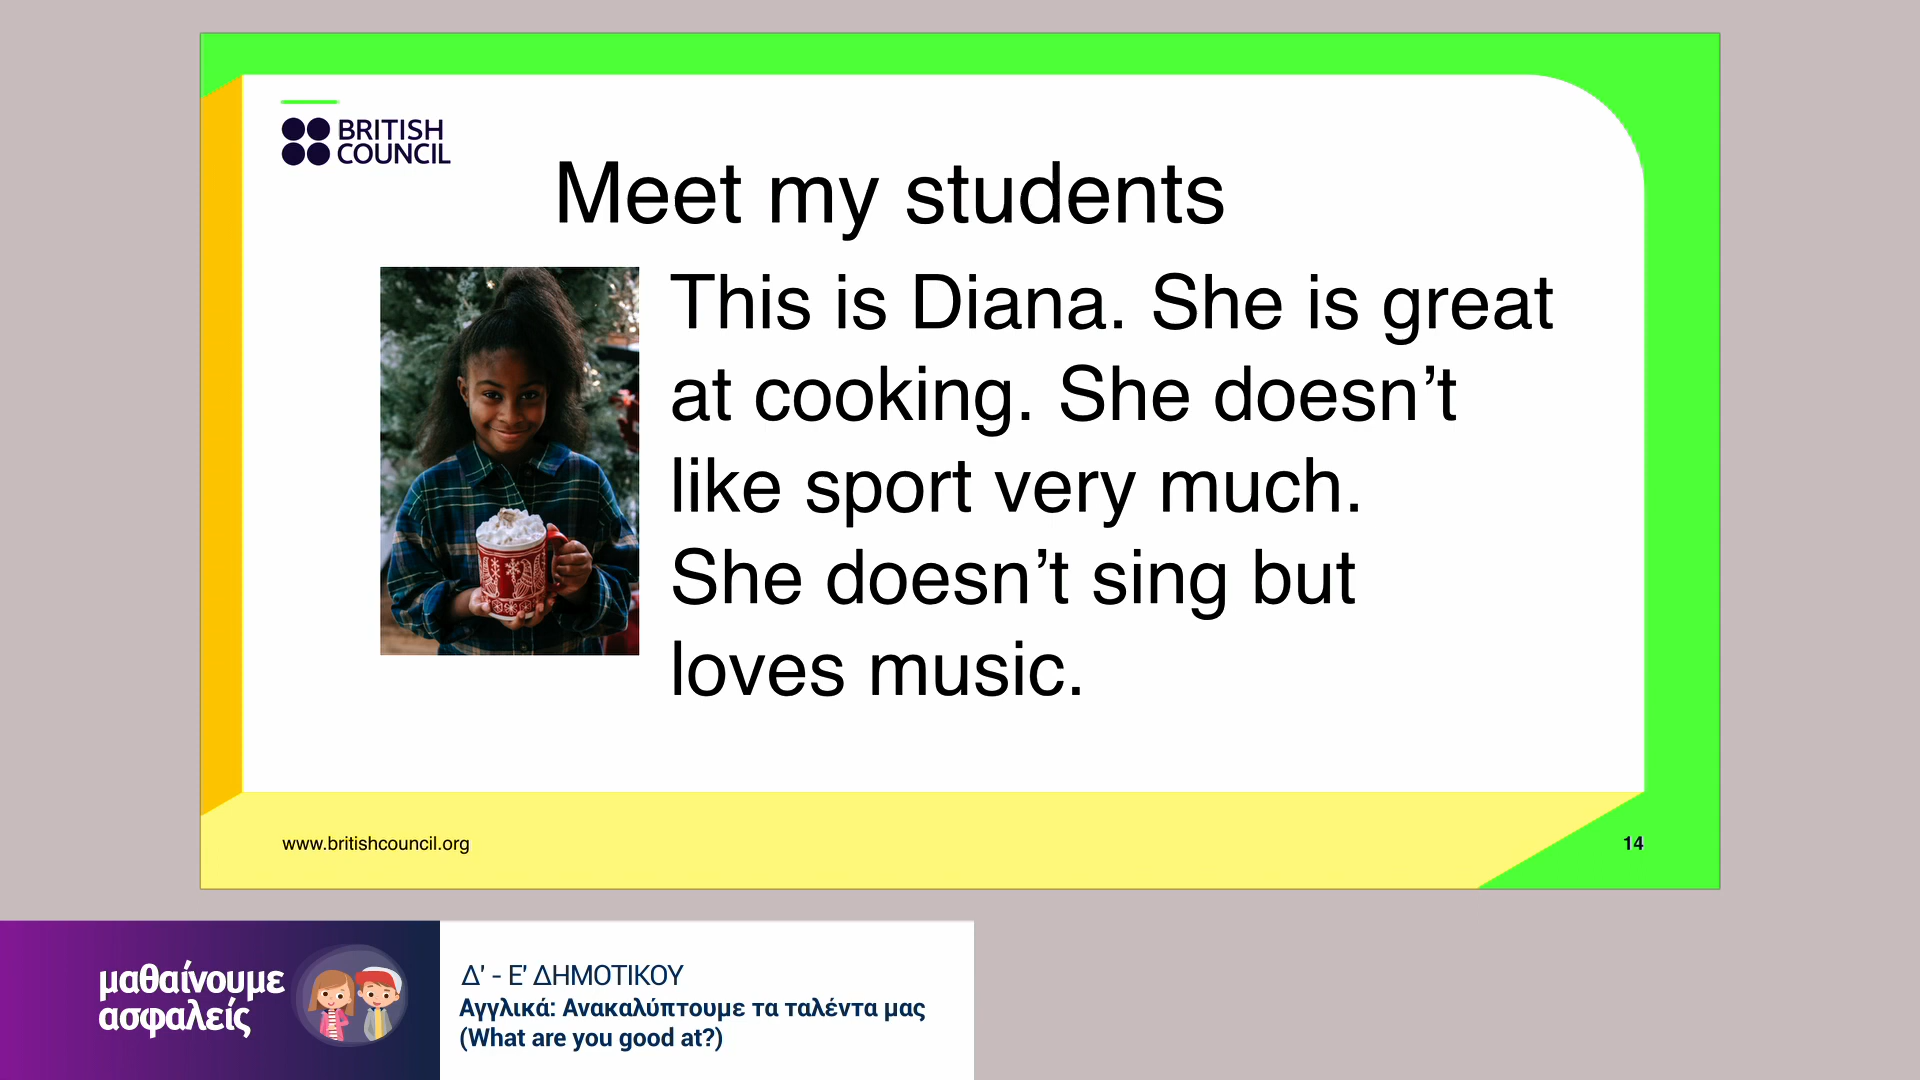 BRITISH
COUNCIL
Meet my students
This is Diana. She is great
at cooking. She doesn’t
like sport very much.
She doesn’t sing but
loves music.
www.britishcouncil.org
14
μαθαίνουμε
ασφαλείς
Δ' - Ε' ΔΗΜΟΤΙΚΟΥ
Αγγλικά: Ανακαλύπτουμε τα ταλέντα μας
(What are you good at?)